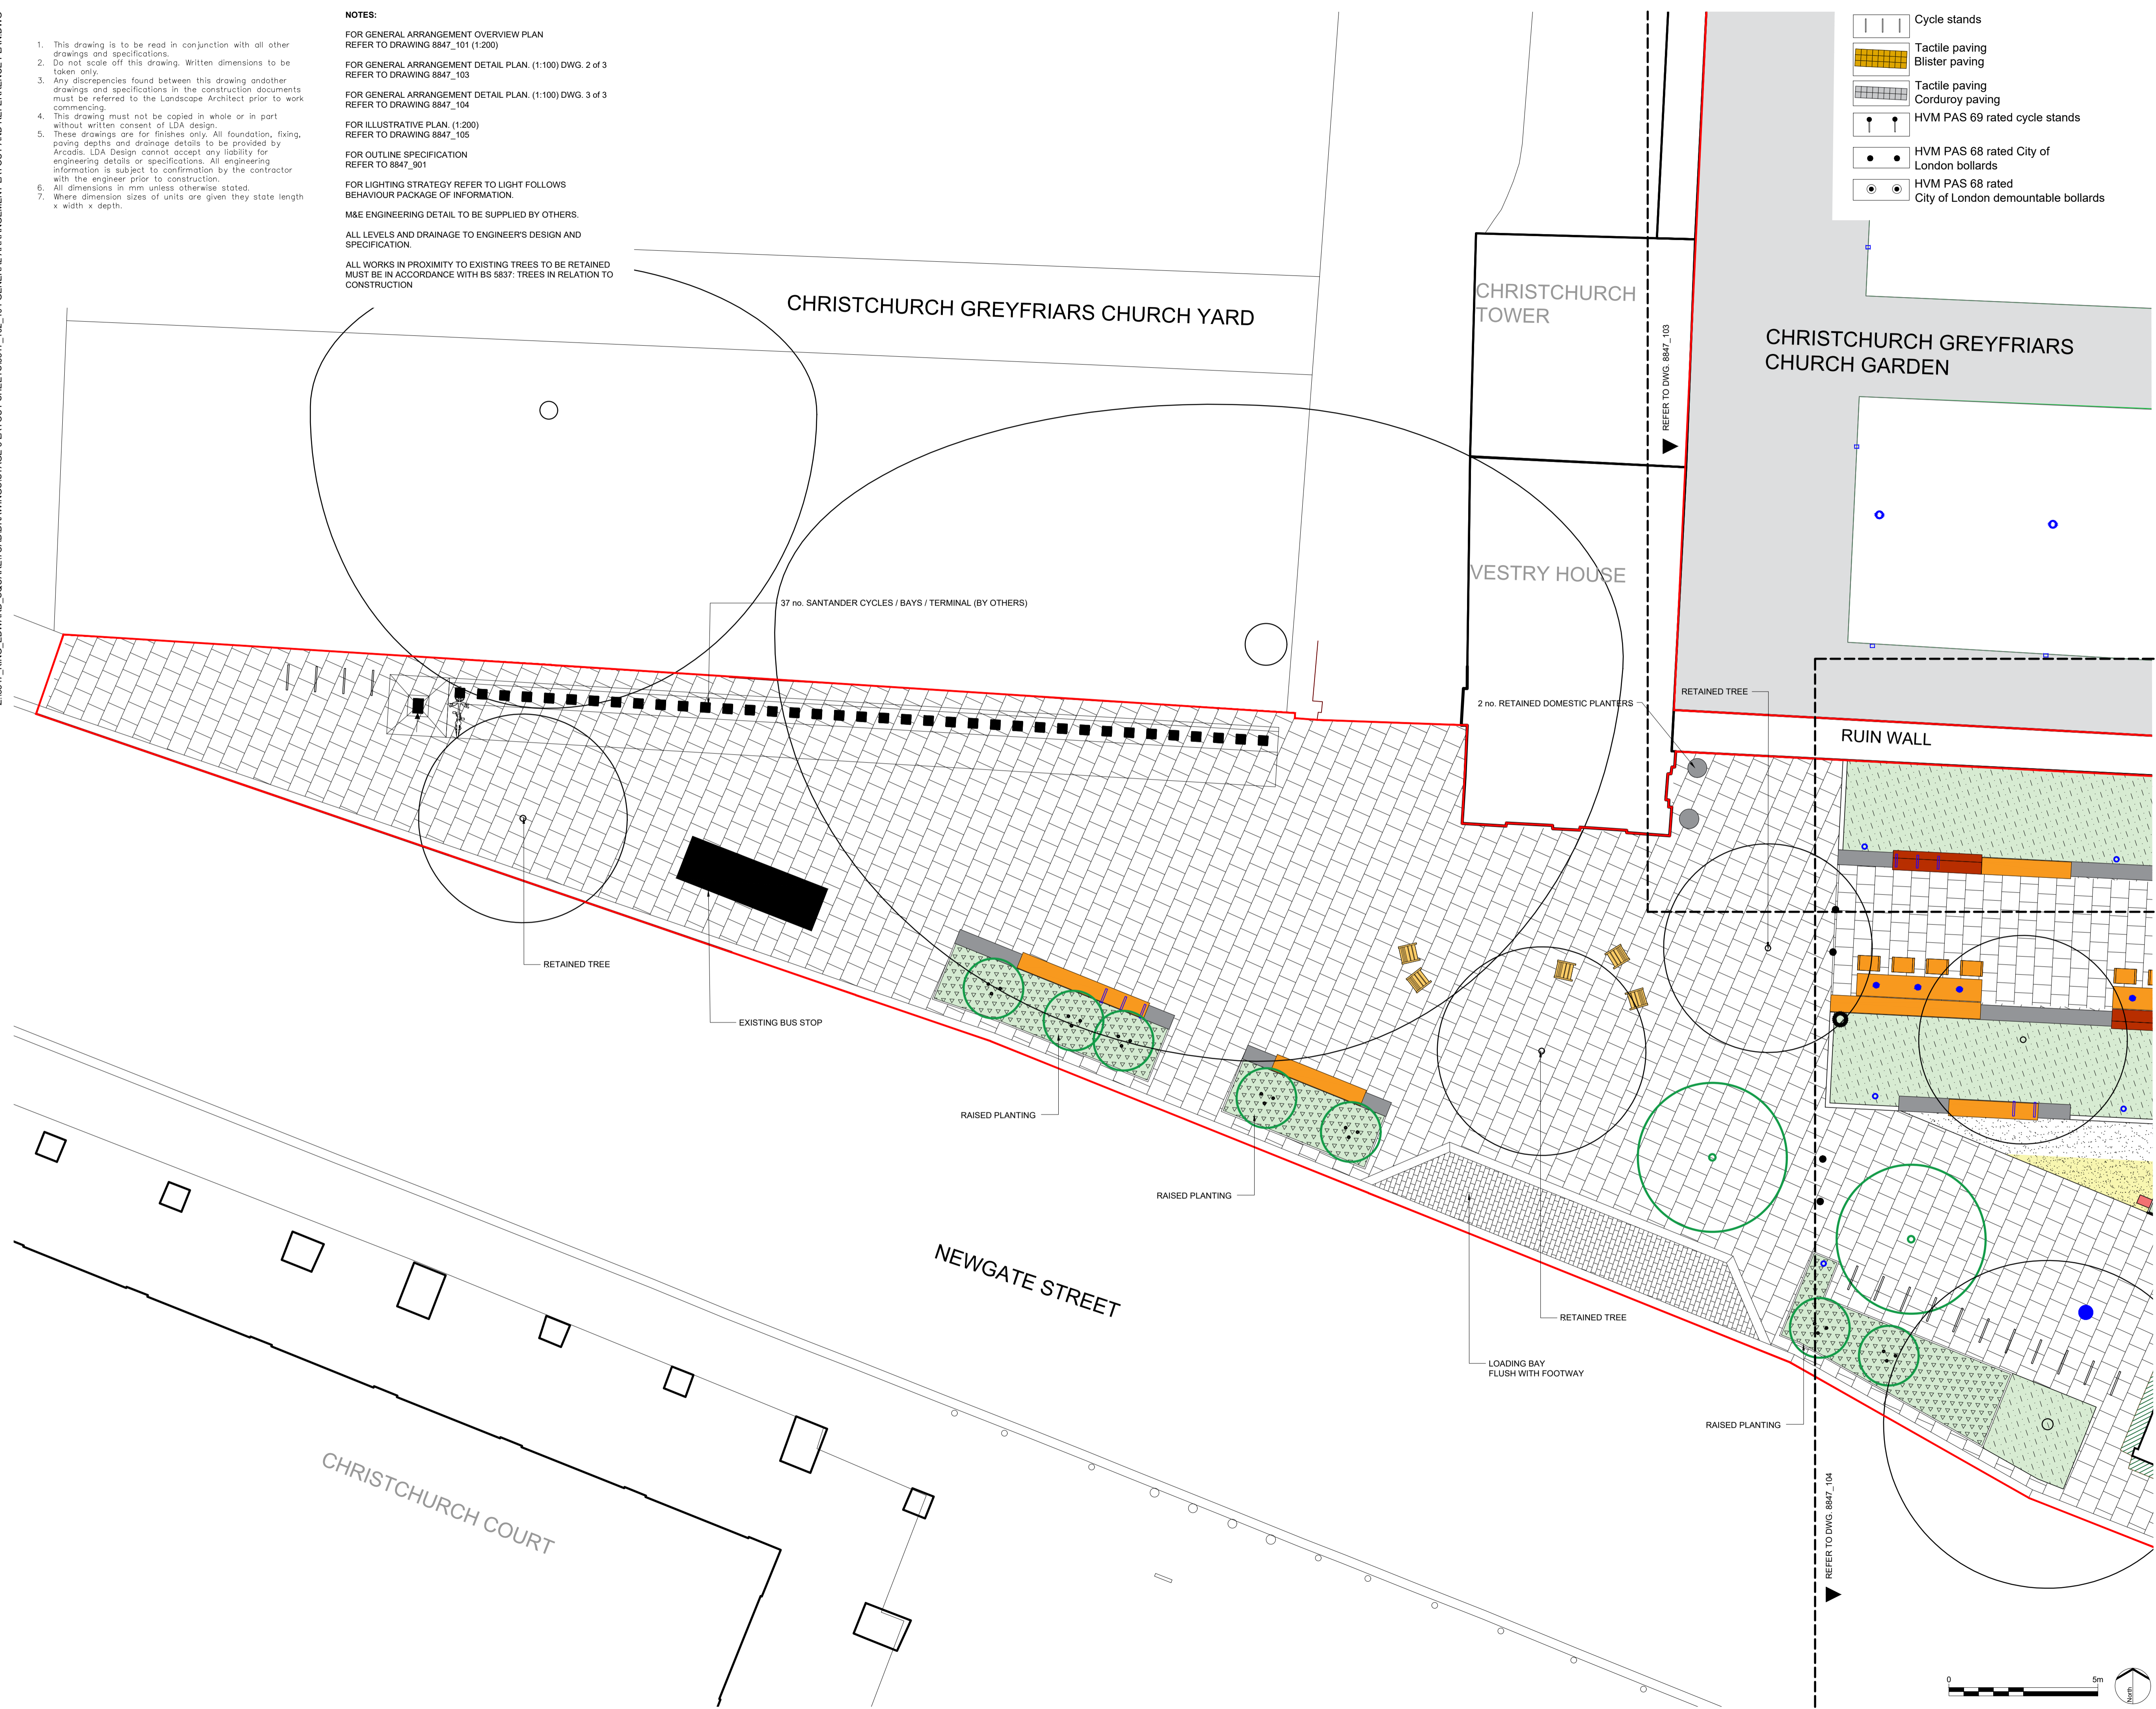 1. This drawing is to be read in conjunction with all other
drawings and specifications.
2. Do not scale off this drawing. Written dimensions to be
taken only.
3. Any discrepencies found between this drawing andother
drawings and specifications in the construction documents
must be referred to the Landscape Architect prior to work
commencing.
4. This drawing must not be copied in whole or in part
without written consent of LDA design.
5. These drawings are for finishes only. All foundation, fixing,
paving depths and drainage details to be provided by
Arcadis. LDA Design cannot accept any liability for
engineering details or specifications. All engineering
information is subject to confirmation by the contractor
with the engineer prior to construction.
6. All dimensions in mm unless otherwise stated.
7. Where dimension sizes of units are given they state length
x width x depth.
NOTES:
FOR GENERAL ARRANGEMENT OVERVIEW PLAN
REFER TO DRAWING 8847_101 (1:200)
FOR GENERAL ARRANGEMENT DETAIL PLAN. (1:100) DWG. 2 of 3
REFER TO DRAWING 8847_103
FOR GENERAL ARRANGEMENT DETAIL PLAN. (1:100) DWG. 3 of 3
REFER TO DRAWING 8847_104
FOR ILLUSTRATIVE PLAN. (1:200)
REFER TO DRAWING 8847_105
FOR OUTLINE SPECIFICATION
REFER TO 8847_901
FOR LIGHTING STRATEGY REFER TO LIGHT FOLLOWS
BEHAVIOUR PACKAGE OF INFORMATION.
M&E ENGINEERING DETAIL TO BE SUPPLIED BY OTHERS.
ALL LEVELS AND DRAINAGE TO ENGINEER'S DESIGN AND
SPECIFICATION.
ALL WORKS IN PROXIMITY TO EXISTING TREES TO BE RETAINED
MUST BE IN ACCORDANCE WITH BS 5837: TREES IN RELATION TO
CONSTRUCTION
Cycle stands
Tactile paving
Blister paving
Tactile paving
Corduroy paving
HVM PAS 69 rated cycle stands
HVM PAS 68 rated City of
London bollards
HVM PAS 68 rated
City of London demountable bollards
CHRISTCHURCH GREYFRIARS CHURCH YARD
CHRISTCHURCH
TOWER
REFER TO DWG. 8847_103
CHRISTCHURCH GREYFRIARS
CHURCH GARDEN
VESTRY HOUSE
37 no. SANTANDER CYCLES / BAYS / TERMINAL (BY OTHERS)
2 no. RETAINED DOMESTIC PLANTERS
RETAINED TREE
RUIN WALL
RETAINED TREE
EXISTING BUS STOP
RAISED PLANTING
RAISED PLANTING
NEWGATE STREET
RETAINED TREE
LOADING BAY
FLUSH WITH FOOTWAY
RAISED PLANTING
CHRISTCHURCH COURT
REFER TO DWG. 8847_104
0 5m
North